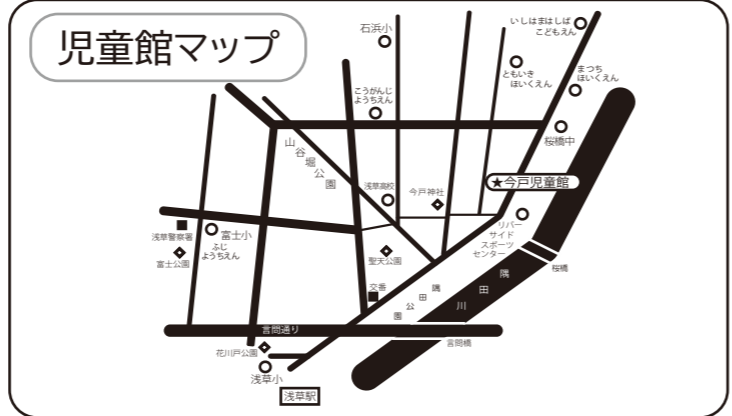 児童館マップ
石浜小
いしはまはしば
こどもえん
ともいき
ほいくえん
まつち
ほいくえん
こうがんじ
ようちえん
桜橋中
山谷堀公園
浅草高校
今戸神社
★今戸児童館
リバー
サイド
スポーツ
センター
浅草警察署
富士小
ふじ
ようちえん
富士公園
聖天公園
桜橋
交番
隅田公園
隅田川
言問通り
言問橋
花川戸公園
浅草小
浅草駅